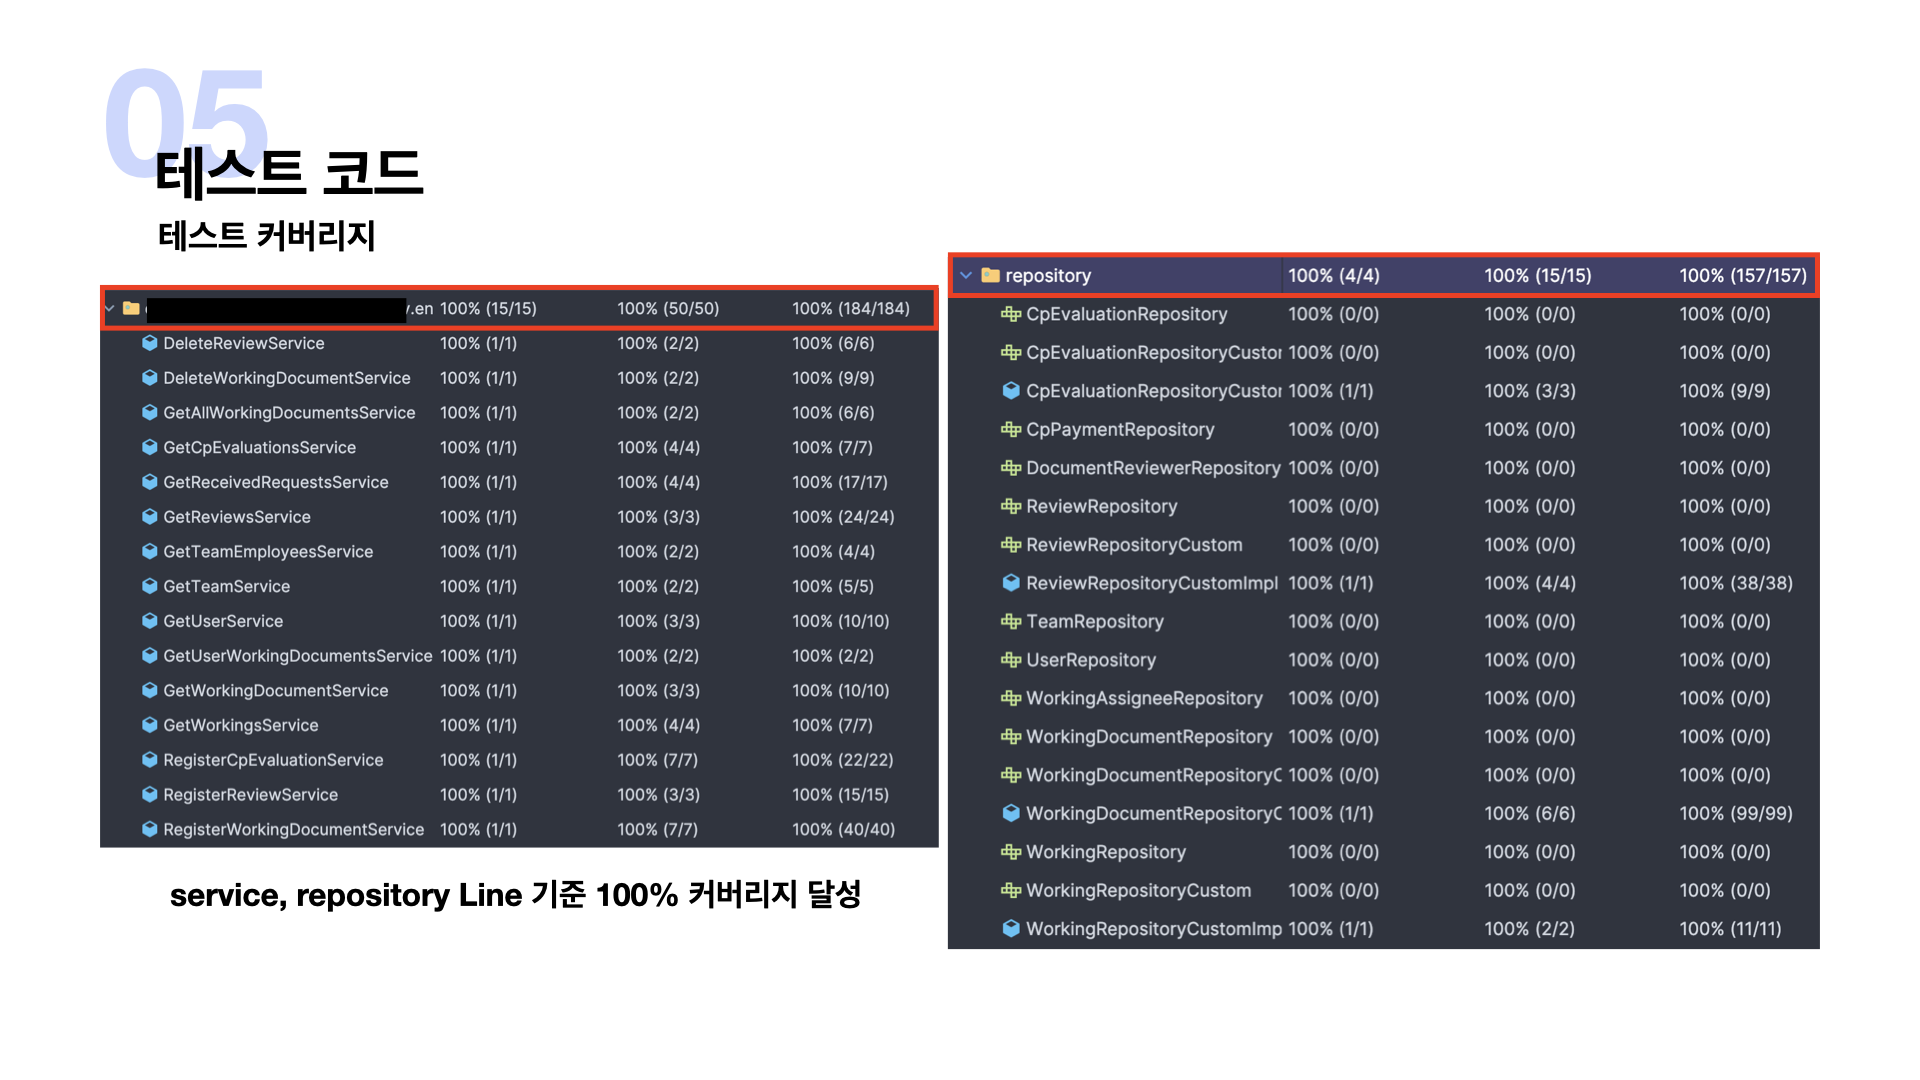 05
테스트 코드
테스트 커버리지
.en 100% (15/15) 100% (50/50) 100% (184/184)
DeleteReviewService 100% (1/1) 100% (2/2) 100% (6/6)
DeleteWorkingDocumentService 100% (1/1) 100% (2/2) 100% (9/9)
GetAllWorkingDocumentsService 100% (1/1) 100% (2/2) 100% (6/6)
GetCpEvaluationsService 100% (1/1) 100% (4/4) 100% (7/7)
GetReceivedRequestsService 100% (1/1) 100% (4/4) 100% (17/17)
GetReviewsService 100% (1/1) 100% (3/3) 100% (24/24)
GetTeamEmployeesService 100% (1/1) 100% (2/2) 100% (4/4)
GetTeamService 100% (1/1) 100% (2/2) 100% (5/5)
GetUserService 100% (1/1) 100% (3/3) 100% (10/10)
GetUserWorkingDocumentsService 100% (1/1) 100% (2/2) 100% (2/2)
GetWorkingDocumentService 100% (1/1) 100% (3/3) 100% (10/10)
GetWorkingsService 100% (1/1) 100% (4/4) 100% (7/7)
RegisterCpEvaluationService 100% (1/1) 100% (7/7) 100% (22/22)
RegisterReviewService 100% (1/1) 100% (3/3) 100% (15/15)
RegisterWorkingDocumentService 100% (1/1) 100% (7/7) 100% (40/40)
service, repository Line 기준 100% 커버리지 달성
repository 100% (4/4) 100% (15/15) 100% (157/157)
CpEvaluationRepository 100% (0/0) 100% (0/0) 100% (0/0)
CpEvaluationRepositoryCustor 100% (0/0) 100% (0/0) 100% (0/0)
CpEvaluationRepositoryCustor 100% (1/1) 100% (3/3) 100% (9/9)
CpPaymentRepository 100% (0/0) 100% (0/0) 100% (0/0)
DocumentReviewerRepository 100% (0/0) 100% (0/0) 100% (0/0)
ReviewRepository 100% (0/0) 100% (0/0) 100% (0/0)
ReviewRepositoryCustom 100% (0/0) 100% (0/0) 100% (0/0)
ReviewRepositoryCustomImpl 100% (1/1) 100% (4/4) 100% (38/38)
TeamRepository 100% (0/0) 100% (0/0) 100% (0/0)
UserRepository 100% (0/0) 100% (0/0) 100% (0/0)
WorkingAssigneeRepository 100% (0/0) 100% (0/0) 100% (0/0)
WorkingDocumentRepository 100% (0/0) 100% (0/0) 100% (0/0)
WorkingDocumentRepositoryC 100% (0/0) 100% (0/0) 100% (0/0)
WorkingDocumentRepositoryC 100% (1/1) 100% (6/6) 100% (99/99)
WorkingRepository 100% (0/0) 100% (0/0) 100% (0/0)
WorkingRepositoryCustom 100% (0/0) 100% (0/0) 100% (0/0)
WorkingRepositoryCustomImp 100% (1/1) 100% (2/2) 100% (11/11)